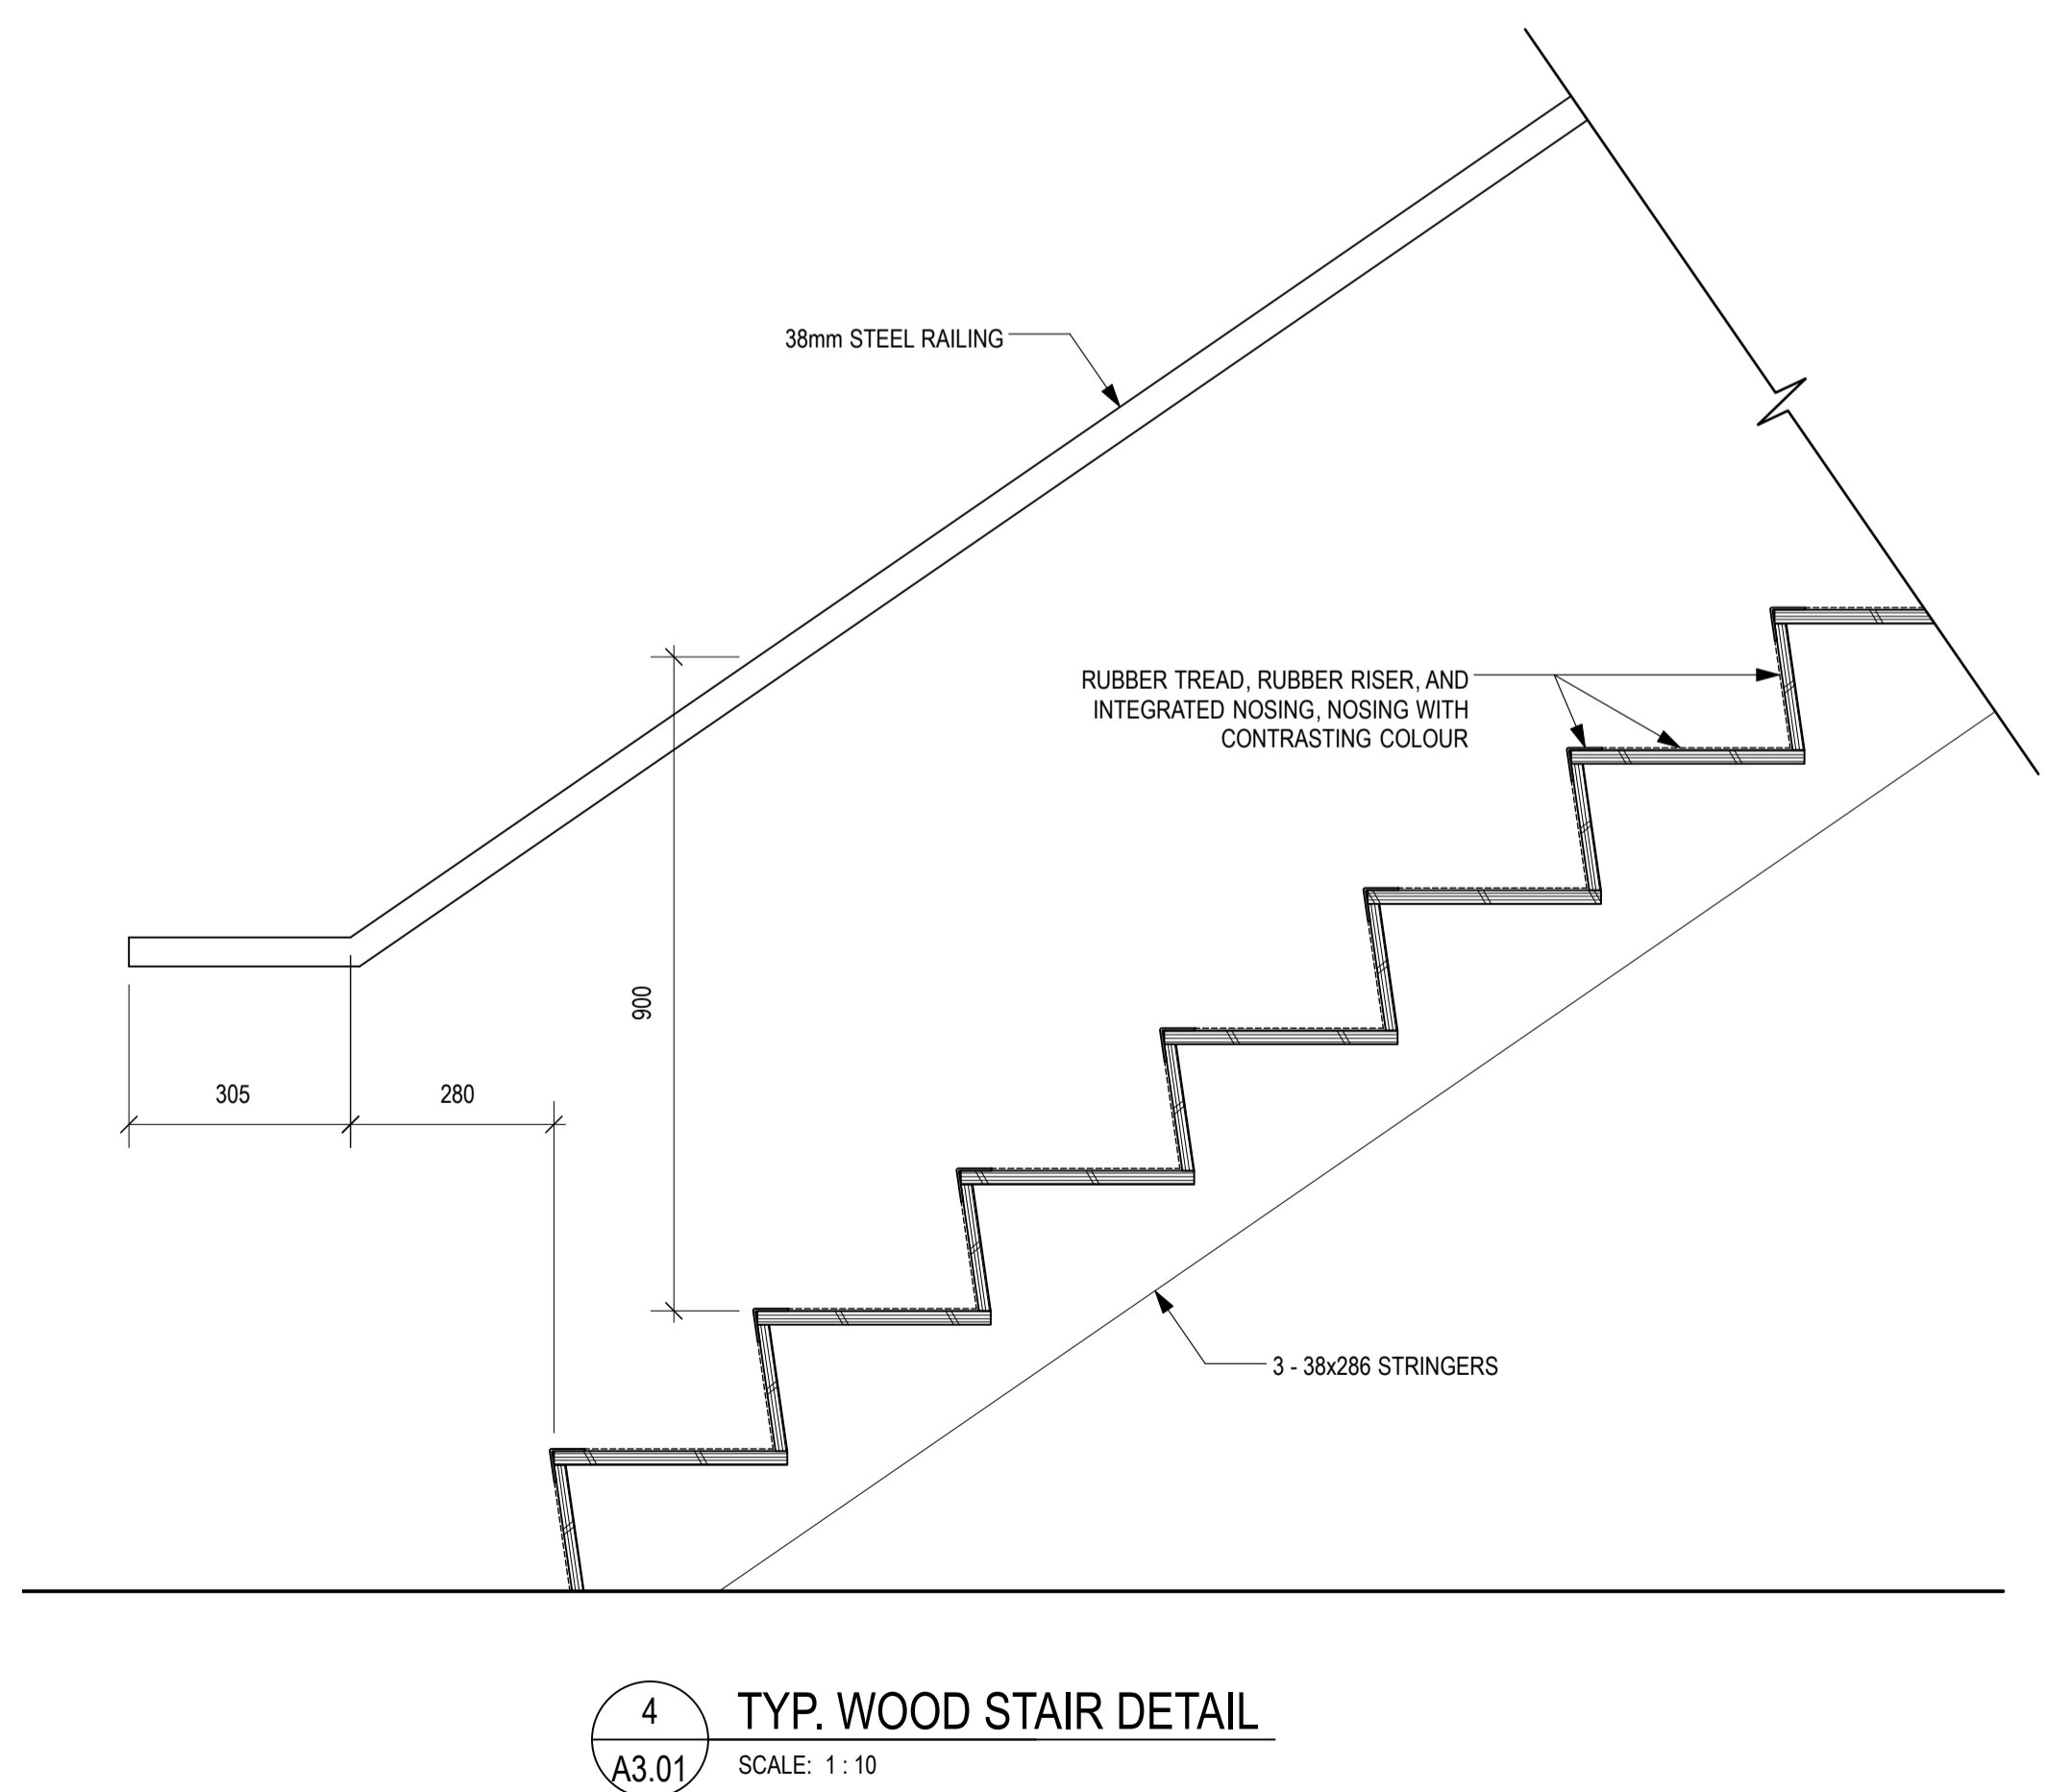 38mm STEEL RAILING
RUBBER TREAD, RUBBER RISER, AND
INTEGRATED NOSING, NOSING WITH
CONTRASTING COLOUR
900
305
280
3 - 38x286 STRINGERS
4
A3.01
TYP. WOOD STAIR DETAIL
SCALE: 1 : 10